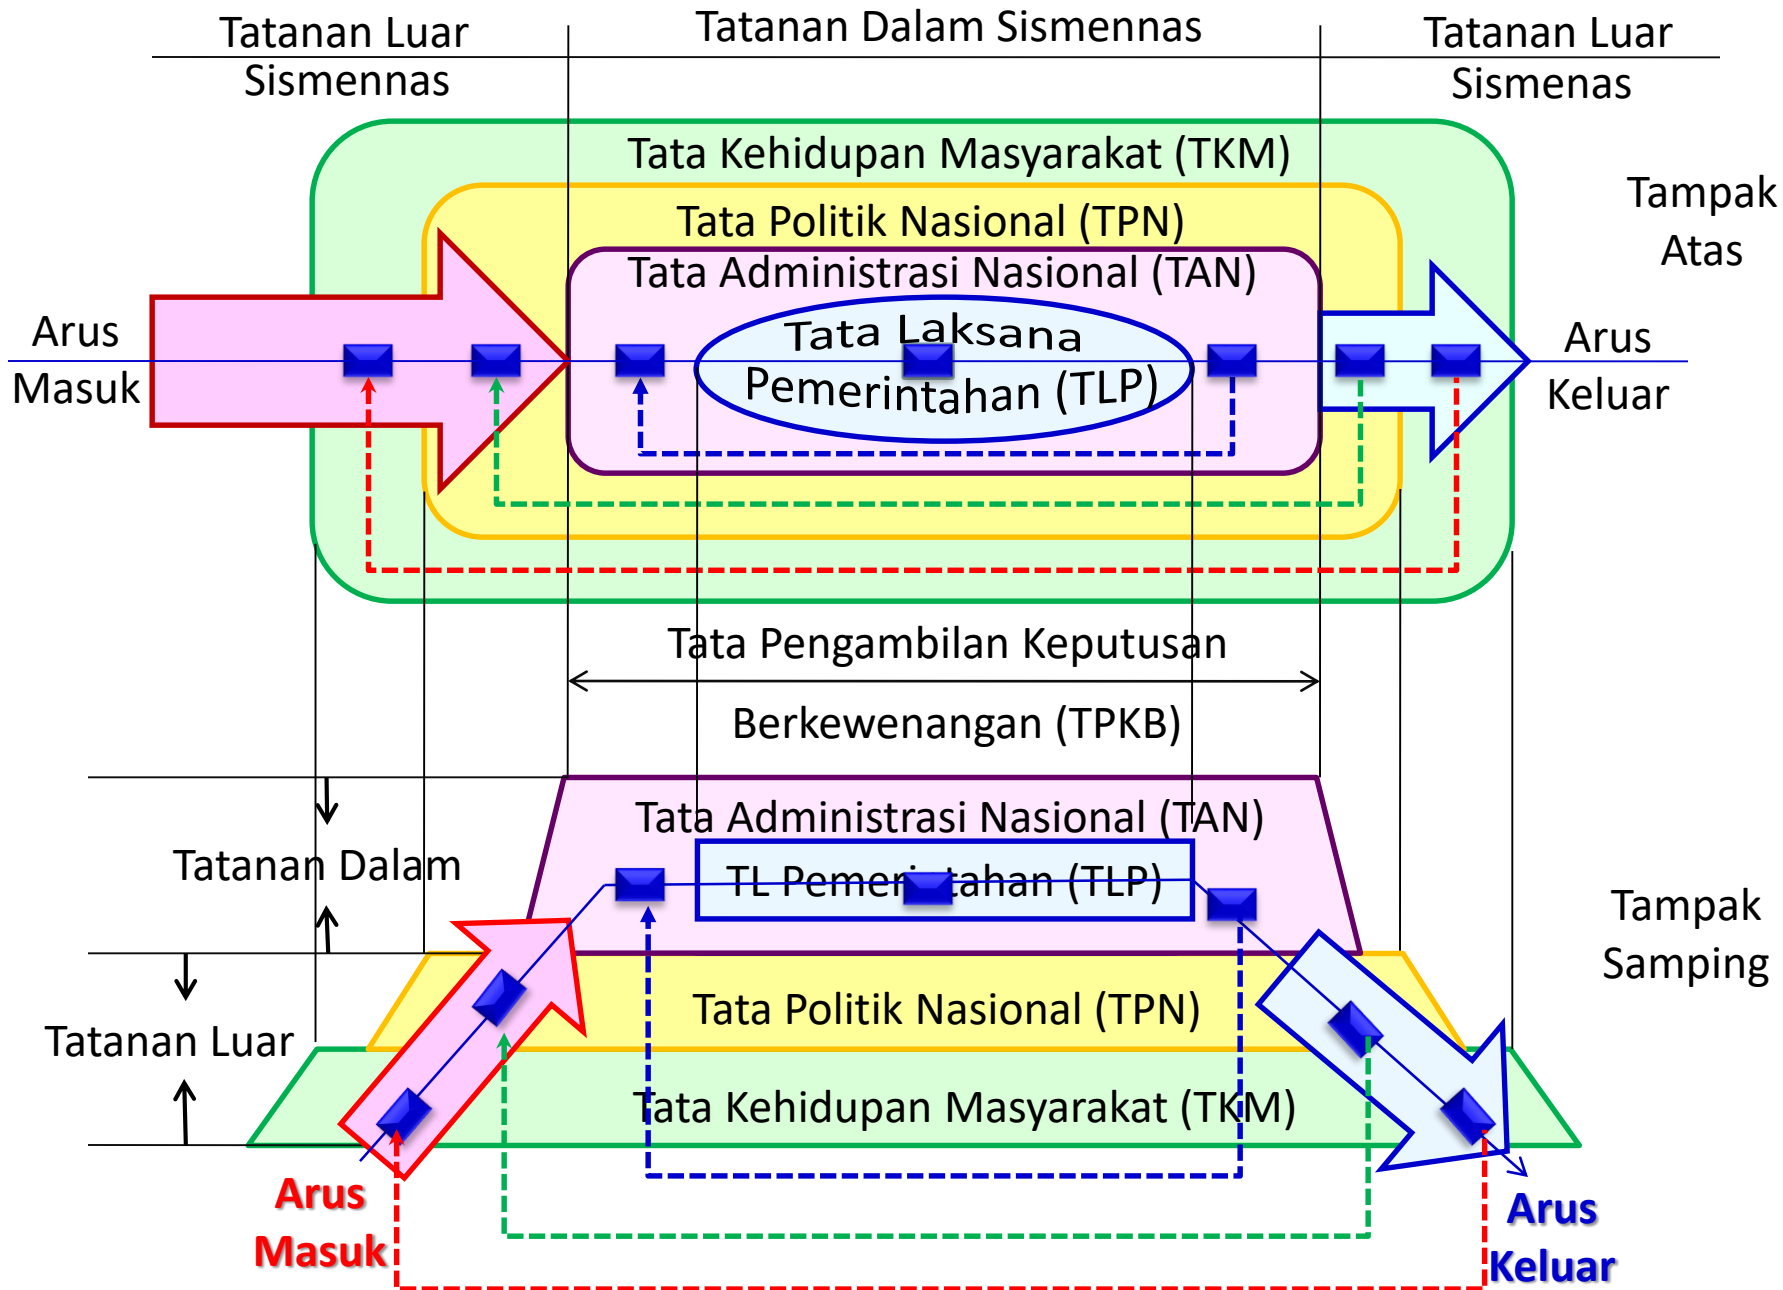 Tatanan Luar
Sismennas
Tatanan Dalam Sismennas
Tatanan Luar
Sismenas
Tata Kehidupan Masyarakat (TKM)
Tampak
Atas
Tata Politik Nasional (TPN)
Tata Administrasi Nasional (TAN)
Arus
Masuk
Tata Laksana
Pemerintahan (TLP)
Arus
Keluar
Tata Pengambilan Keputusan
Berkewenangan (TPKB)
Tata Administrasi Nasional (TAN)
Tatanan Dalam
TL Pemerintahan (TLP)
Tampak
Samping
Tata Politik Nasional (TPN)
Tatanan Luar
Tata Kehidupan Masyarakat (TKM)
Arus
Masuk
Arus
Keluar